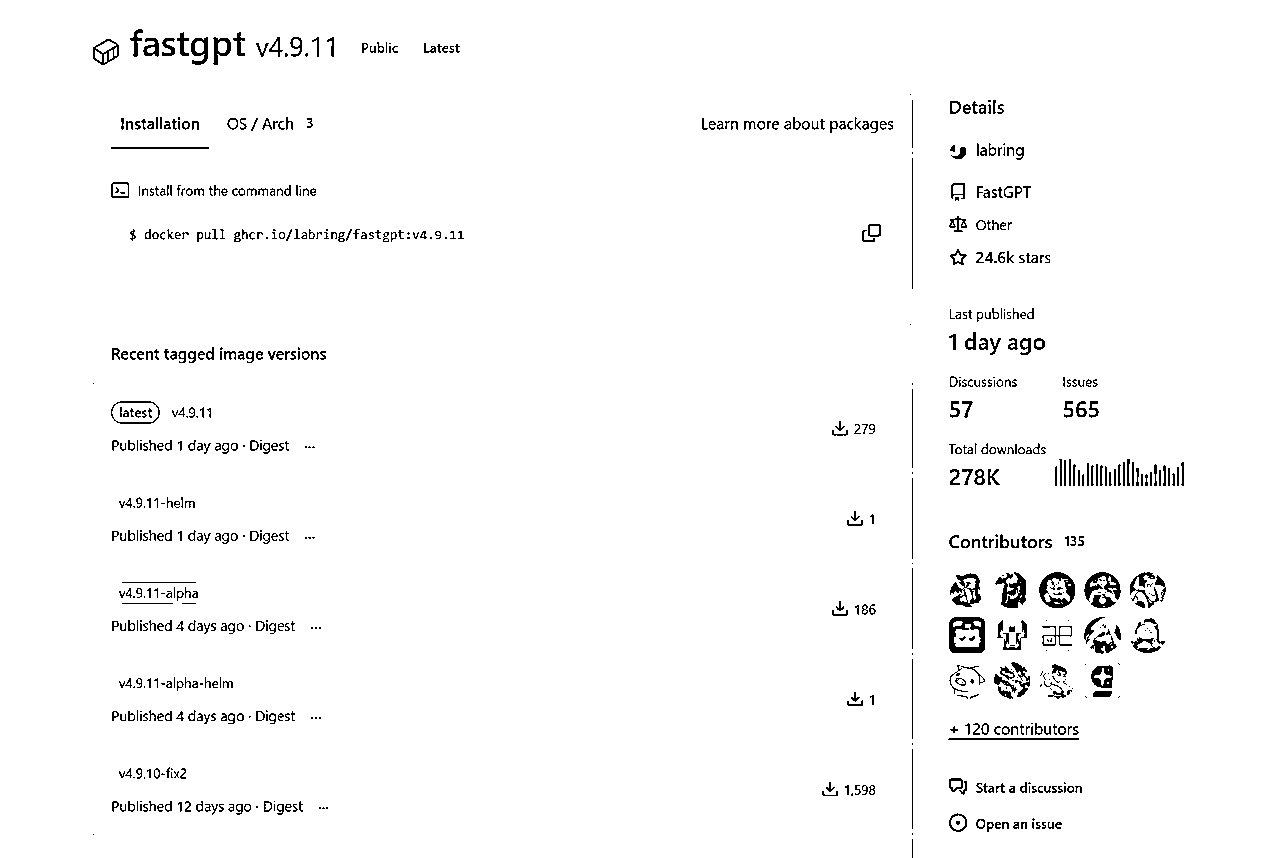 fastgpt v4.9.11 Public Latest
Installation OS / Arch 3 Learn more about packages
Install from the command line
$ docker pull ghcr.io/labring/fastgpt:v4.9.11
Recent tagged image versions
latest v4.9.11
Published 1 day ago · Digest ...
279
v4.9.11-helm
Published 1 day ago · Digest ...
1
v4.9.11-alpha
Published 4 days ago · Digest ...
186
v4.9.11-alpha-helm
Published 4 days ago · Digest ...
1
v4.9.10-fix2
Published 12 days ago · Digest ...
1,598
Details
labring
FastGPT
Other
24.6k stars
Last published
1 day ago
Discussions Issues
57 565
Total downloads
278K
Contributors 135
+ 120 contributors
Start a discussion
Open an issue